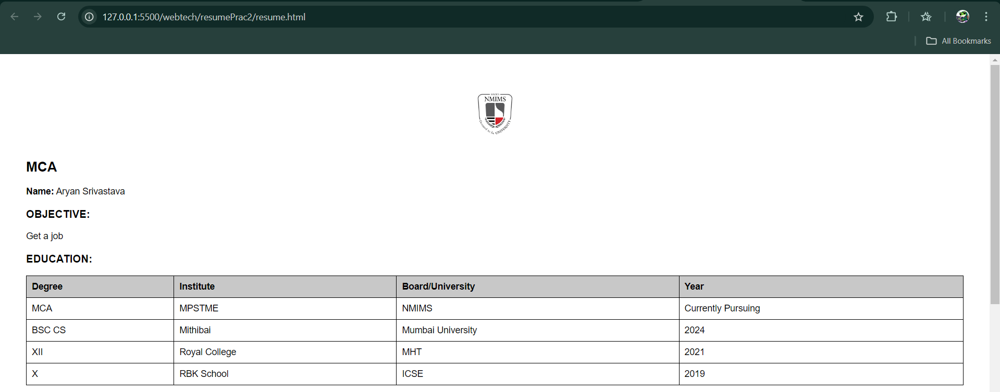 127.0.0.1:5500/webtech/resumePrac2/resume.html
All Bookmarks
SVKM'S
NMIMS
Deemed to be UNIVERSITY
MCA
Name: Aryan Srivastava
OBJECTIVE:
Get a job
EDUCATION:
Degree Institute Board/University Year
MCA MPSTME NMIMS Currently Pursuing
BSC CS Mithibai Mumbai University 2024
XII Royal College MHT 2021
X RBK School ICSE 2019